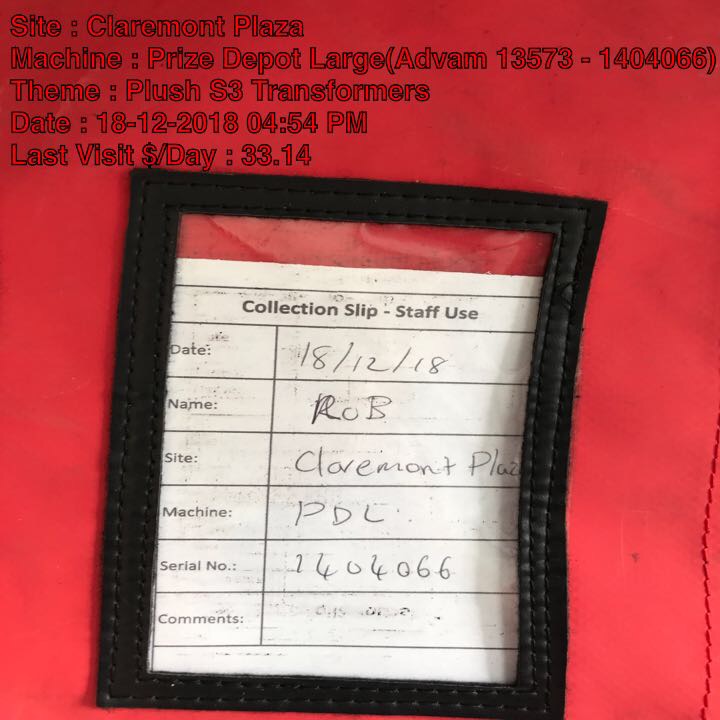 Site : Claremont Plaza
Machine : Prize Depot Large(Advam 13573 - 1404066)
Theme : Plush S3 Transformers
Date : 18-12-2018 04:54 PM
Last Visit $/Day : 33.14
Collection Slip - Staff Use
Date: 18/12/18
Name: RoB
Site: Claremont Plaz
Machine: PDL
Serial No.: 1404066
Comments: